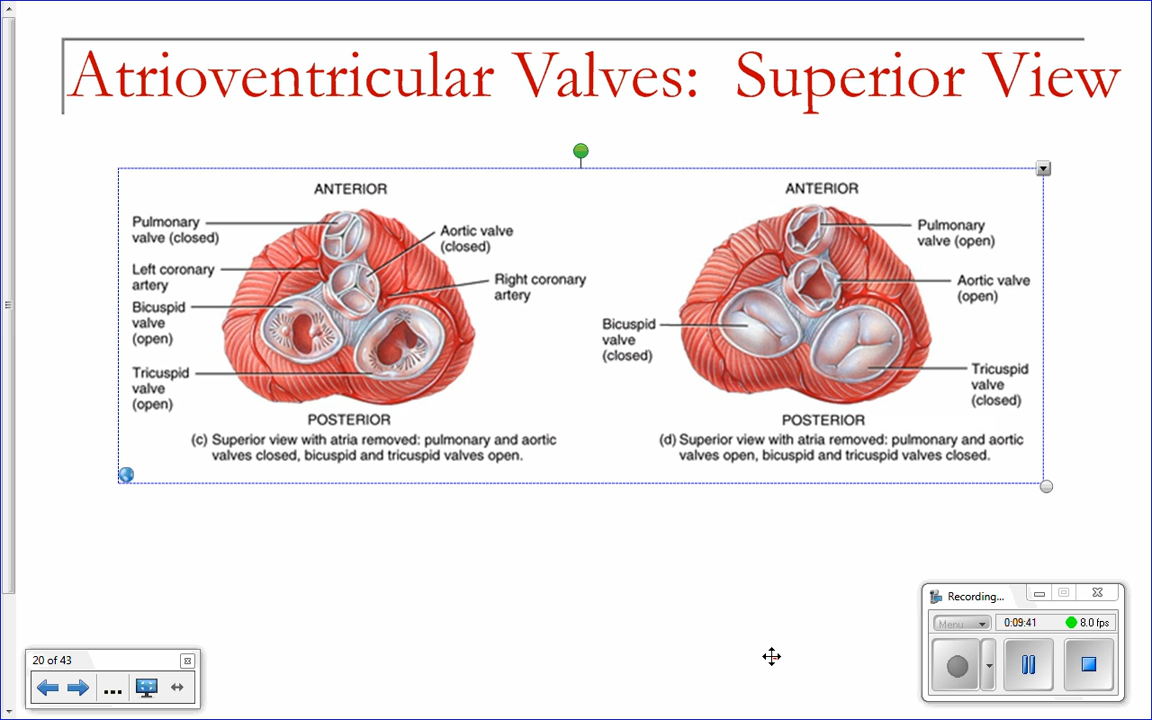 Atrioventricular Valves: Superior View
ANTERIOR
Pulmonary
valve (closed)
Aortic valve
(closed)
Left coronary
artery
Right coronary
artery
Bicuspid
valve
(open)
Tricuspid
valve
(open)
POSTERIOR
(c) Superior view with atria removed: pulmonary and aortic
valves closed, bicuspid and tricuspid valves open.
ANTERIOR
Pulmonary
valve (open)
Aortic valve
(open)
Bicuspid
valve
(closed)
Tricuspid
valve
(closed)
POSTERIOR
(d) Superior view with atria removed: pulmonary and aortic
valves open, bicuspid and tricuspid valves closed.
Recording...
Menu
0:09:41
8.0 fps
20 of 43
...